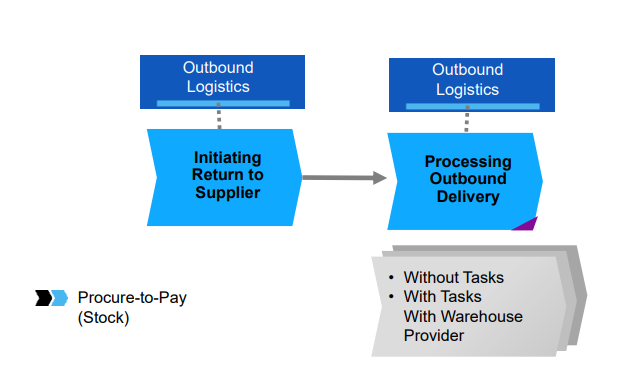 Outbound
Logistics
Outbound
Logistics
Initiating
Return to
Supplier
Processing
Outbound
Delivery
• Without Tasks
• With Tasks
With Warehouse
Provider
Procure-to-Pay
(Stock)